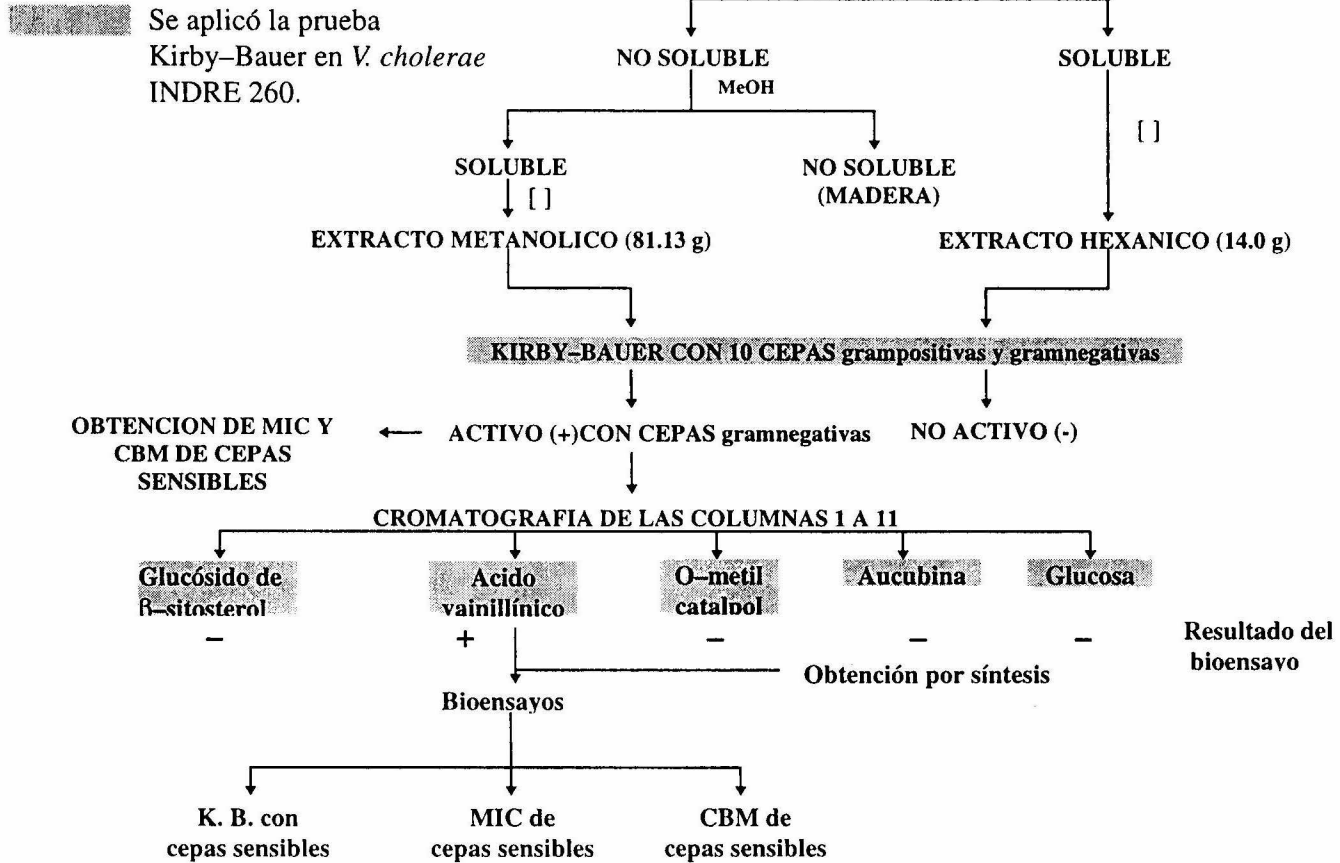 Se aplicó la prueba
Kirby–Bauer en V. cholerae
INDRE 260.
NO SOLUBLE
SOLUBLE
MeOH
[ ]
SOLUBLE
NO SOLUBLE
(MADERA)
[ ]
EXTRACTO METANOLICO (81.13 g)
EXTRACTO HEXANICO (14.0 g)
KIRBY–BAUER CON 10 CEPAS grampositivas y gramnegativas
OBTENCION DE MIC Y
CBM DE CEPAS
SENSIBLES
ACTIVO (+)CON CEPAS gramnegativas
NO ACTIVO (-)
CROMATOGRAFIA DE LAS COLUMNAS 1 A 11
Glucósido de
β–sitosterol
Acido
vainillínico
O–metil
catalpol
Aucubina
Glucosa
–
+
–
–
–
Resultado del
bioensayo
Obtención por síntesis
Bioensayos
K. B. con
cepas sensibles
MIC de
cepas sensibles
CBM de
cepas sensibles